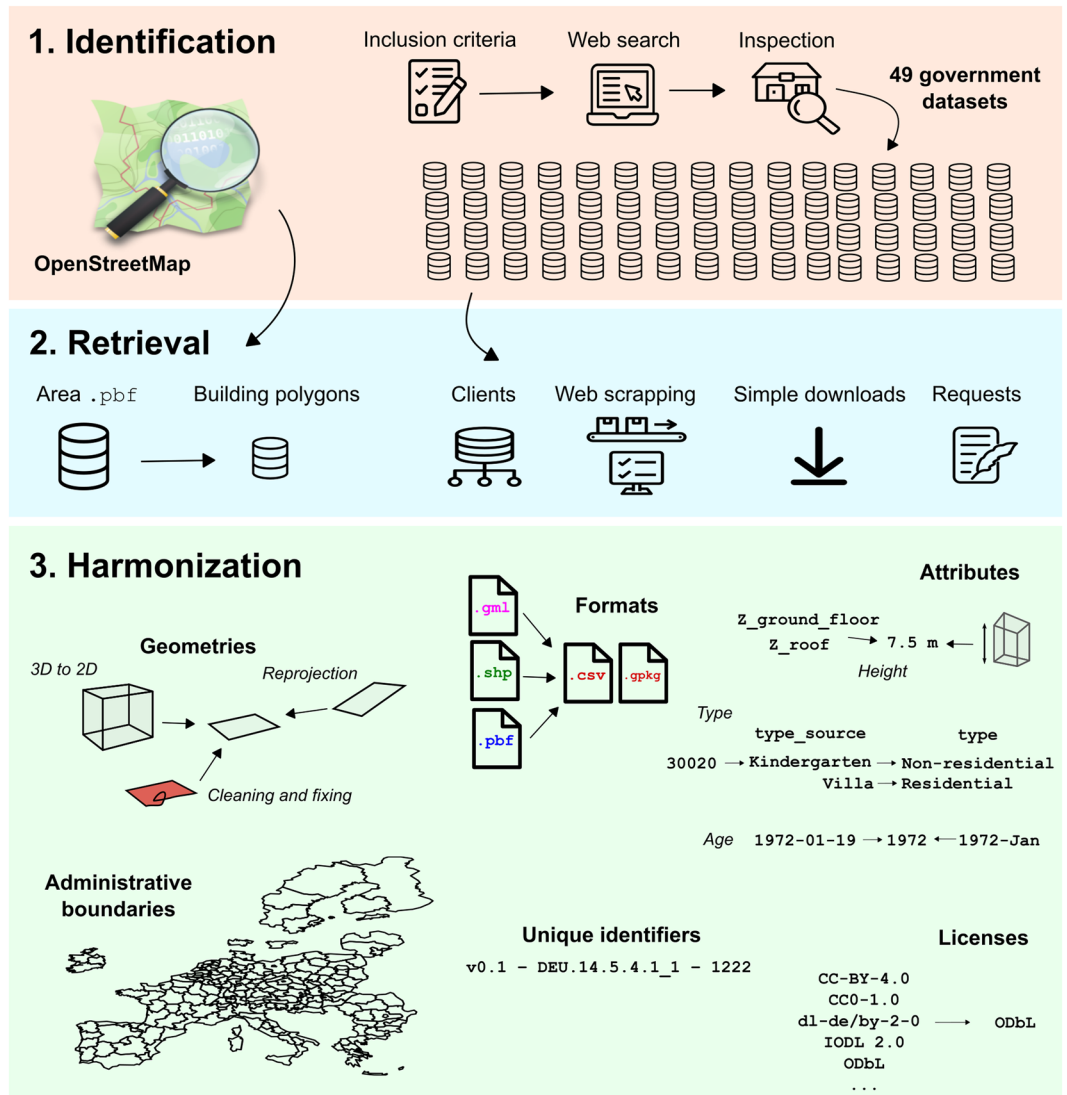 1. Identification
Inclusion criteria
Web search
Inspection
49 government
datasets
011010
OpenStreetMap
2. Retrieval
Area .pbf
Building polygons
Clients
Web scrapping
Simple downloads
Requests
3. Harmonization
Geometries
3D to 2D
Reprojection
Cleaning and fixing
Formats
.gml
.shp
.pbf
.csv
.gpkg
Attributes
Z_ground_floor
Z_roof
7.5 m
Height
Type
type_source
type
30020
Kindergarten
Non-residential
Villa
Residential
Age
1972-01-19
1972
1972-Jan
Administrative
boundaries
Unique identifiers
v0.1 – DEU.14.5.4.1_1 – 1222
Licenses
CC-BY-4.0
CC0-1.0
dl-de/by-2-0
ODbL
IODL 2.0
ODbL
...